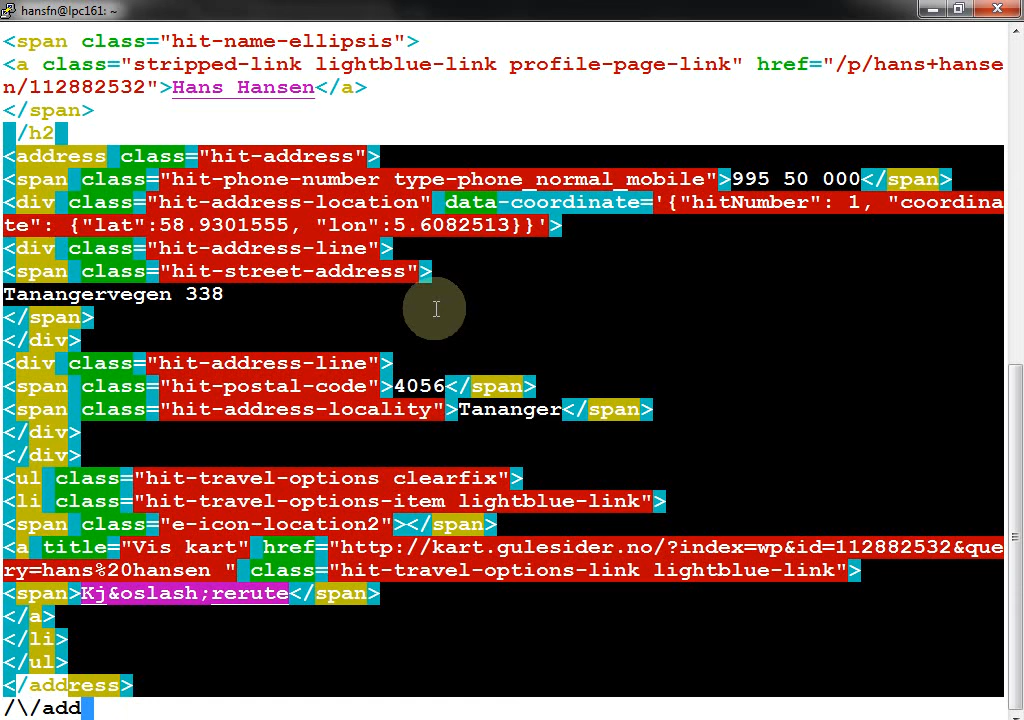 hansfn@lpc161: ~
<span class="hit-name-ellipsis">
<a class="stripped-link lightblue-link profile-page-link" href="/p/hans+hanse
n/112882532">Hans Hansen</a>
</span>
/h2
<address class="hit-address">
<span class="hit-phone-number type-phone_normal_mobile">995 50 000</span>
<div class="hit-address-location" data-coordinate='{"hitNumber": 1, "coordina
te": {"lat":58.9301555, "lon":5.6082513}}'>
<div class="hit-address-line">
<span class="hit-street-address">
Tanangervegen 338
</span>
</div>
<div class="hit-address-line">
<span class="hit-postal-code">4056</span>
<span class="hit-address-locality">Tananger</span>
</div>
</div>
<ul class="hit-travel-options clearfix">
<li class="hit-travel-options-item lightblue-link">
<span class="e-icon-location2"></span>
<a title="Vis kart" href="http://kart.gulesider.no/?index=wp&id=112882532&que
ry=hans%20hansen " class="hit-travel-options-link lightblue-link">
<span>Kj&oslash;rerute</span>
</a>
</li>
</ul>
</address>
/\/add